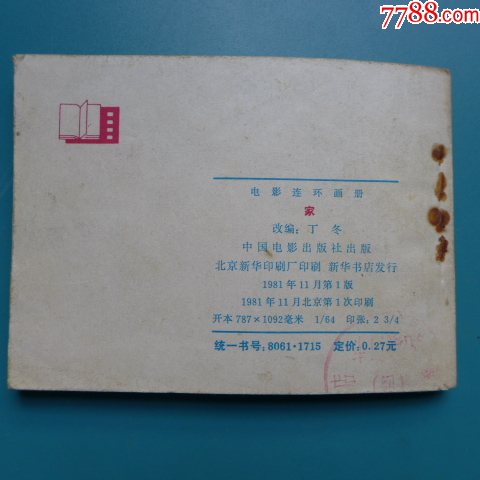 7788.com
电影连环画册
家
改编：丁冬
中国电影出版社出版
北京新华印刷厂印刷 新华书店发行
1981年11月第1版
1981年11月北京第1次印刷
开本787×1092毫米 1/64 印张：2 3/4
统一书号：8061·1715 定价：0.27元